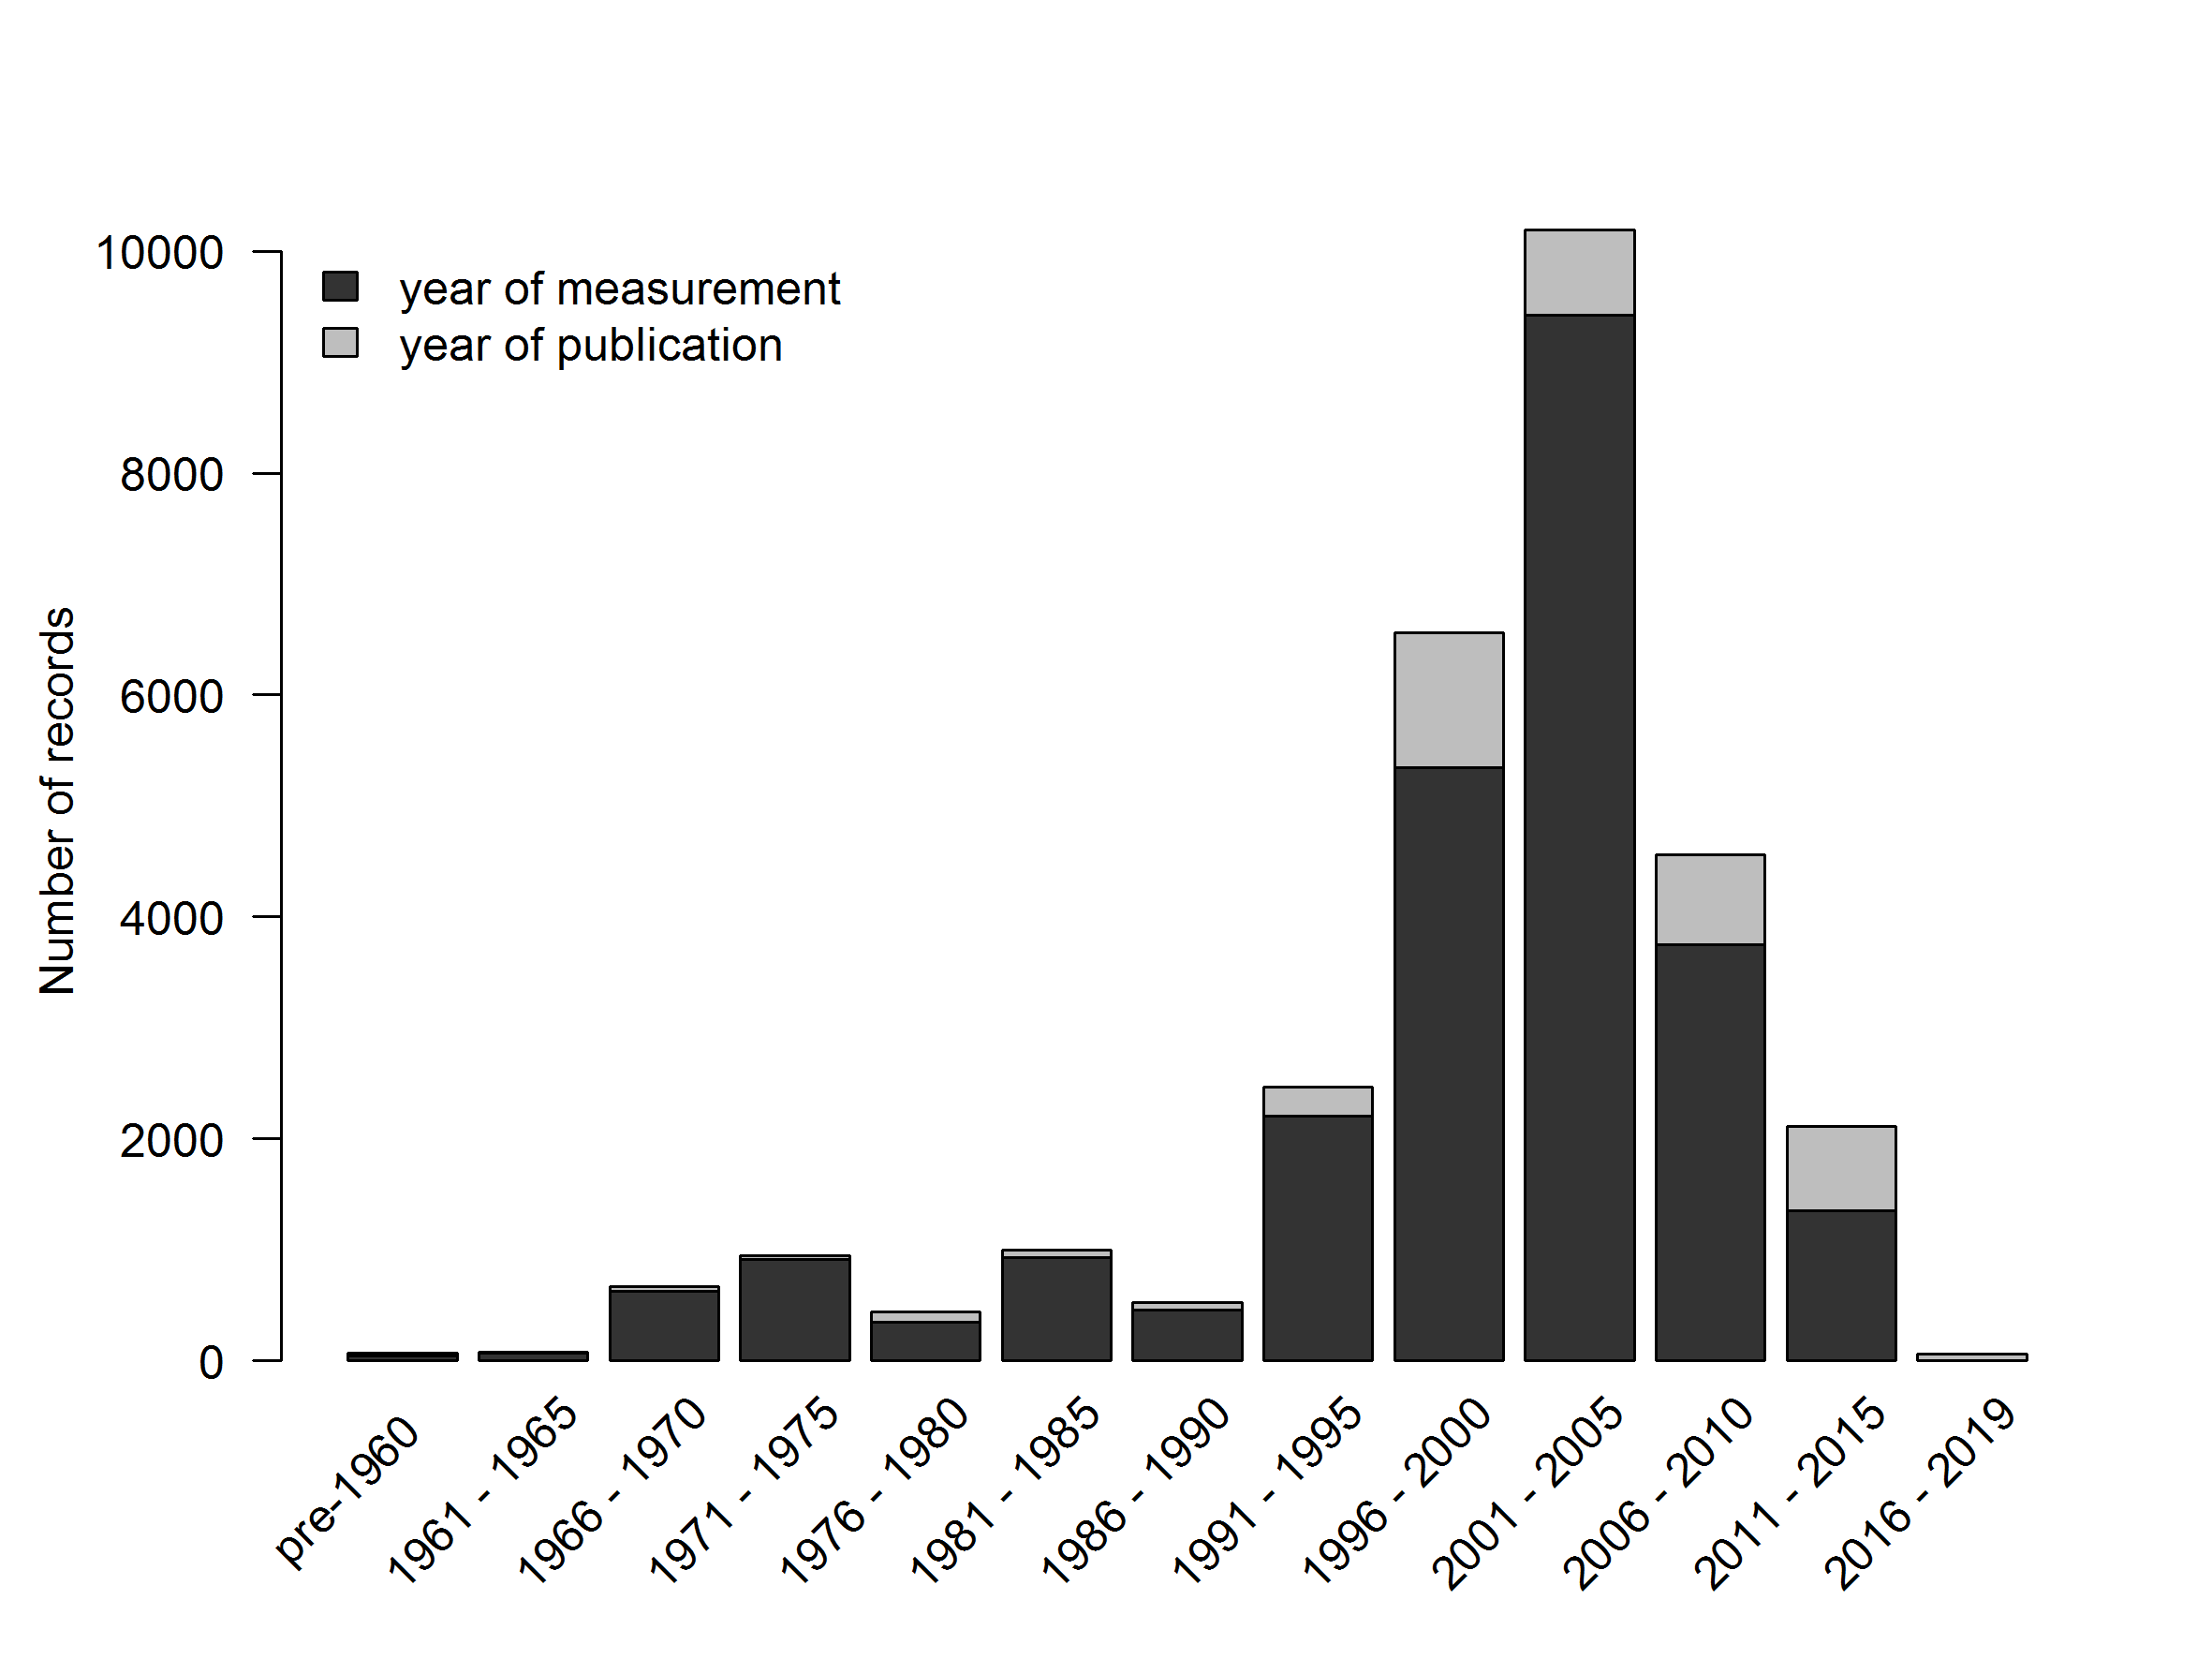 10000
8000
6000
4000
2000
0
Number of records
year of measurement
year of publication
pre-1960
1961 - 1965
1966 - 1970
1971 - 1975
1976 - 1980
1981 - 1985
1986 - 1990
1991 - 1995
1996 - 2000
2001 - 2005
2006 - 2010
2011 - 2015
2016 - 2019